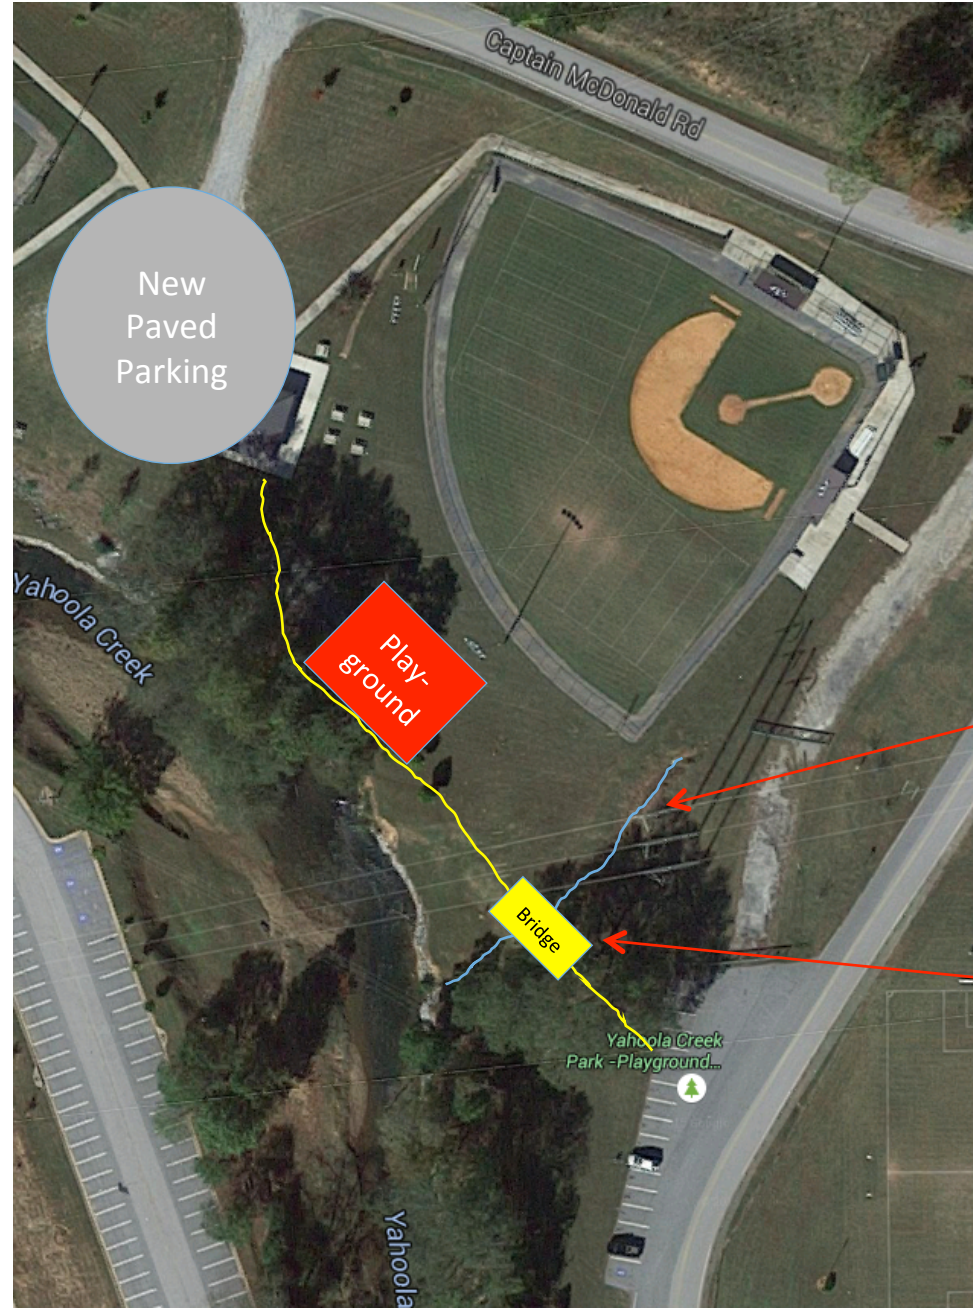 Captain McDonald Rd
New
Paved
Parking
Yahoola Creek
Play-
ground
Bridge
Yahoola Creek
Park -Playground...
Yahoola